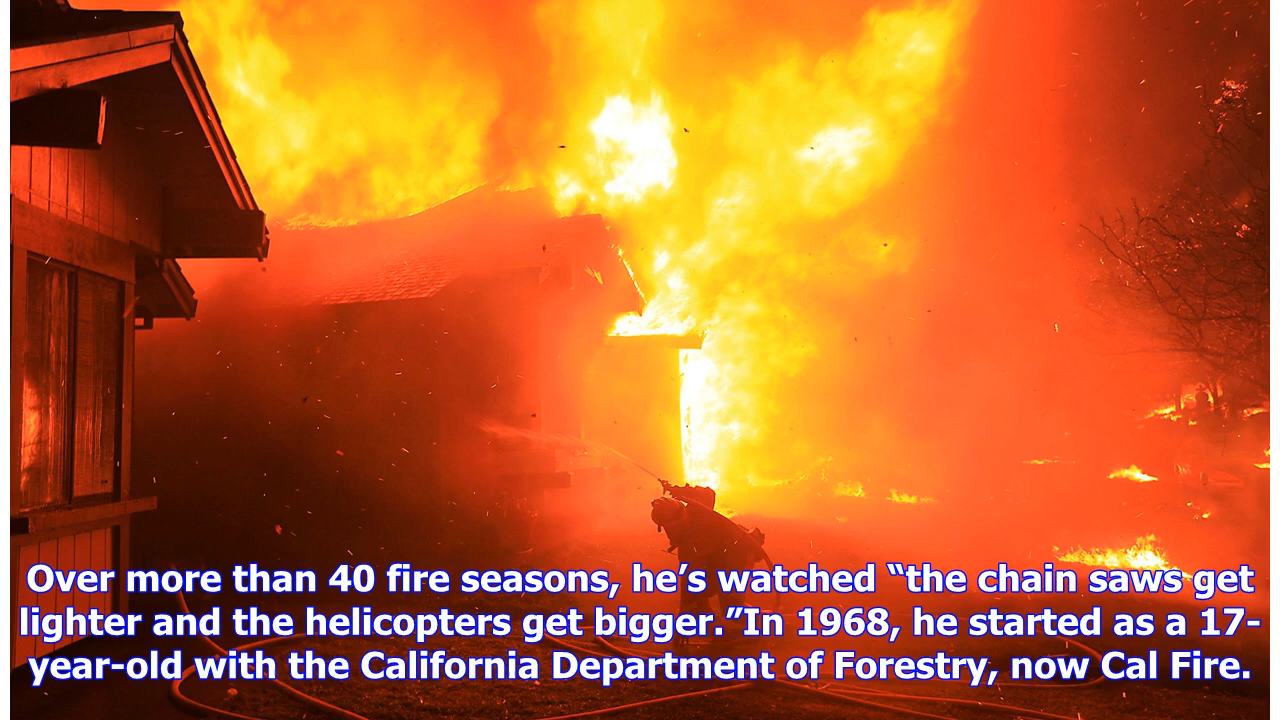 Over more than 40 fire seasons, he’s watched “the chain saws get
lighter and the helicopters get bigger.”In 1968, he started as a 17-
year-old with the California Department of Forestry, now Cal Fire.